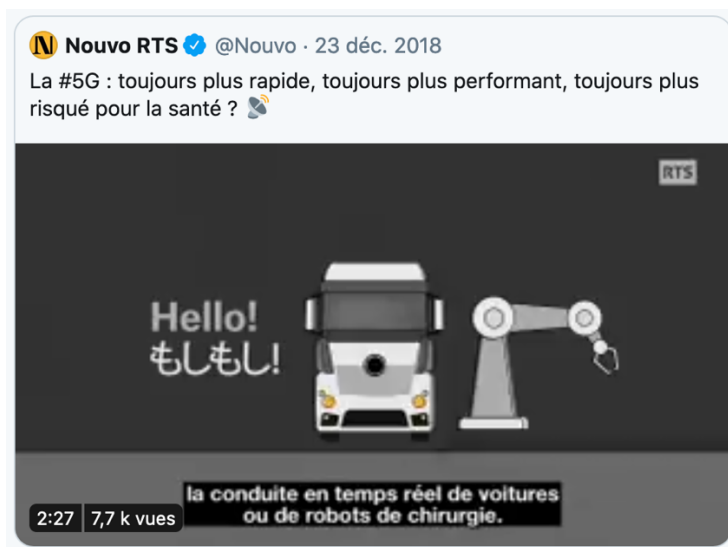 Nouvo RTS @Nouvo · 23 déc. 2018
La #5G : toujours plus rapide, toujours plus performant, toujours plus
risqué pour la santé ?
RTS
Hello!
もしもし!
la conduite en temps réel de voitures
ou de robots de chirurgie.
2:27 7,7 k vues